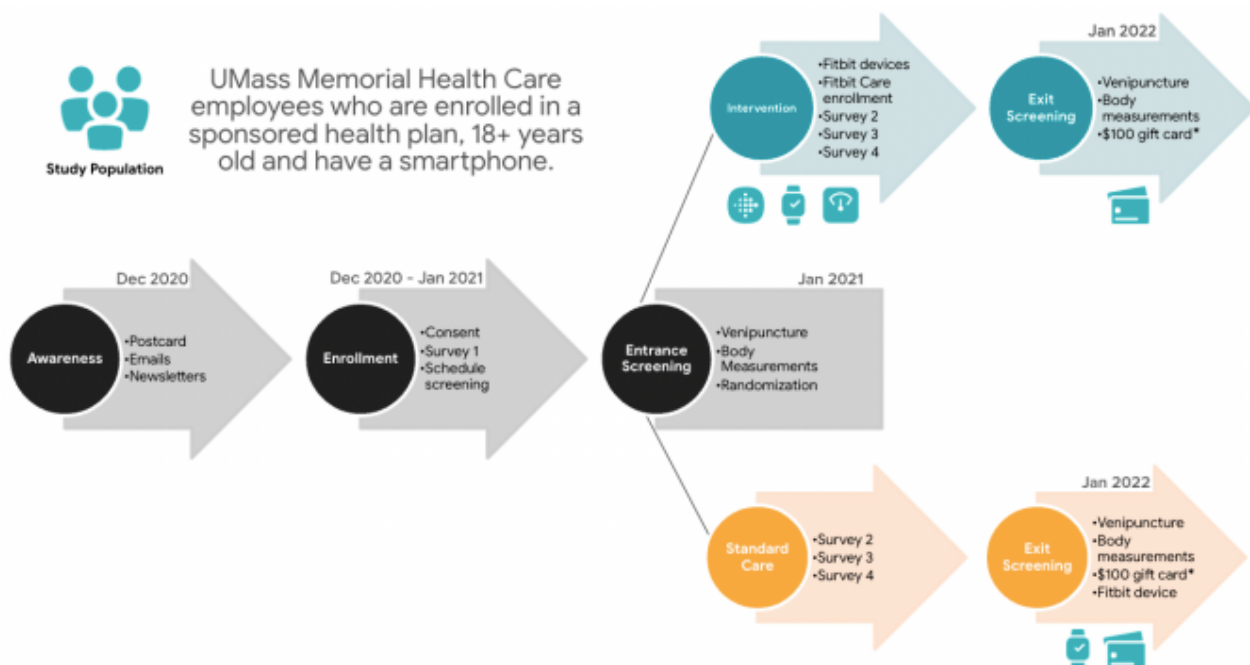 UMass Memorial Health Care
employees who are enrolled in a
sponsored health plan, 18+ years
old and have a smartphone.
Study Population
Intervention
•Fitbit devices
•Fitbit Care
enrollment
•Survey 2
•Survey 3
•Survey 4
Jan 2022
Exit
Screening
•Venipuncture
•Body
measurements
•$100 gift card*
Dec 2020
Awareness
•Postcard
•Emails
•Newsletters
Dec 2020 - Jan 2021
Enrollment
•Consent
•Survey 1
•Schedule
screening
Jan 2021
Entrance
Screening
•Venipuncture
•Body
Measurements
•Randomization
Standard
Care
•Survey 2
•Survey 3
•Survey 4
Jan 2022
Exit
Screening
•Venipuncture
•Body
measurements
•$100 gift card*
•Fitbit device